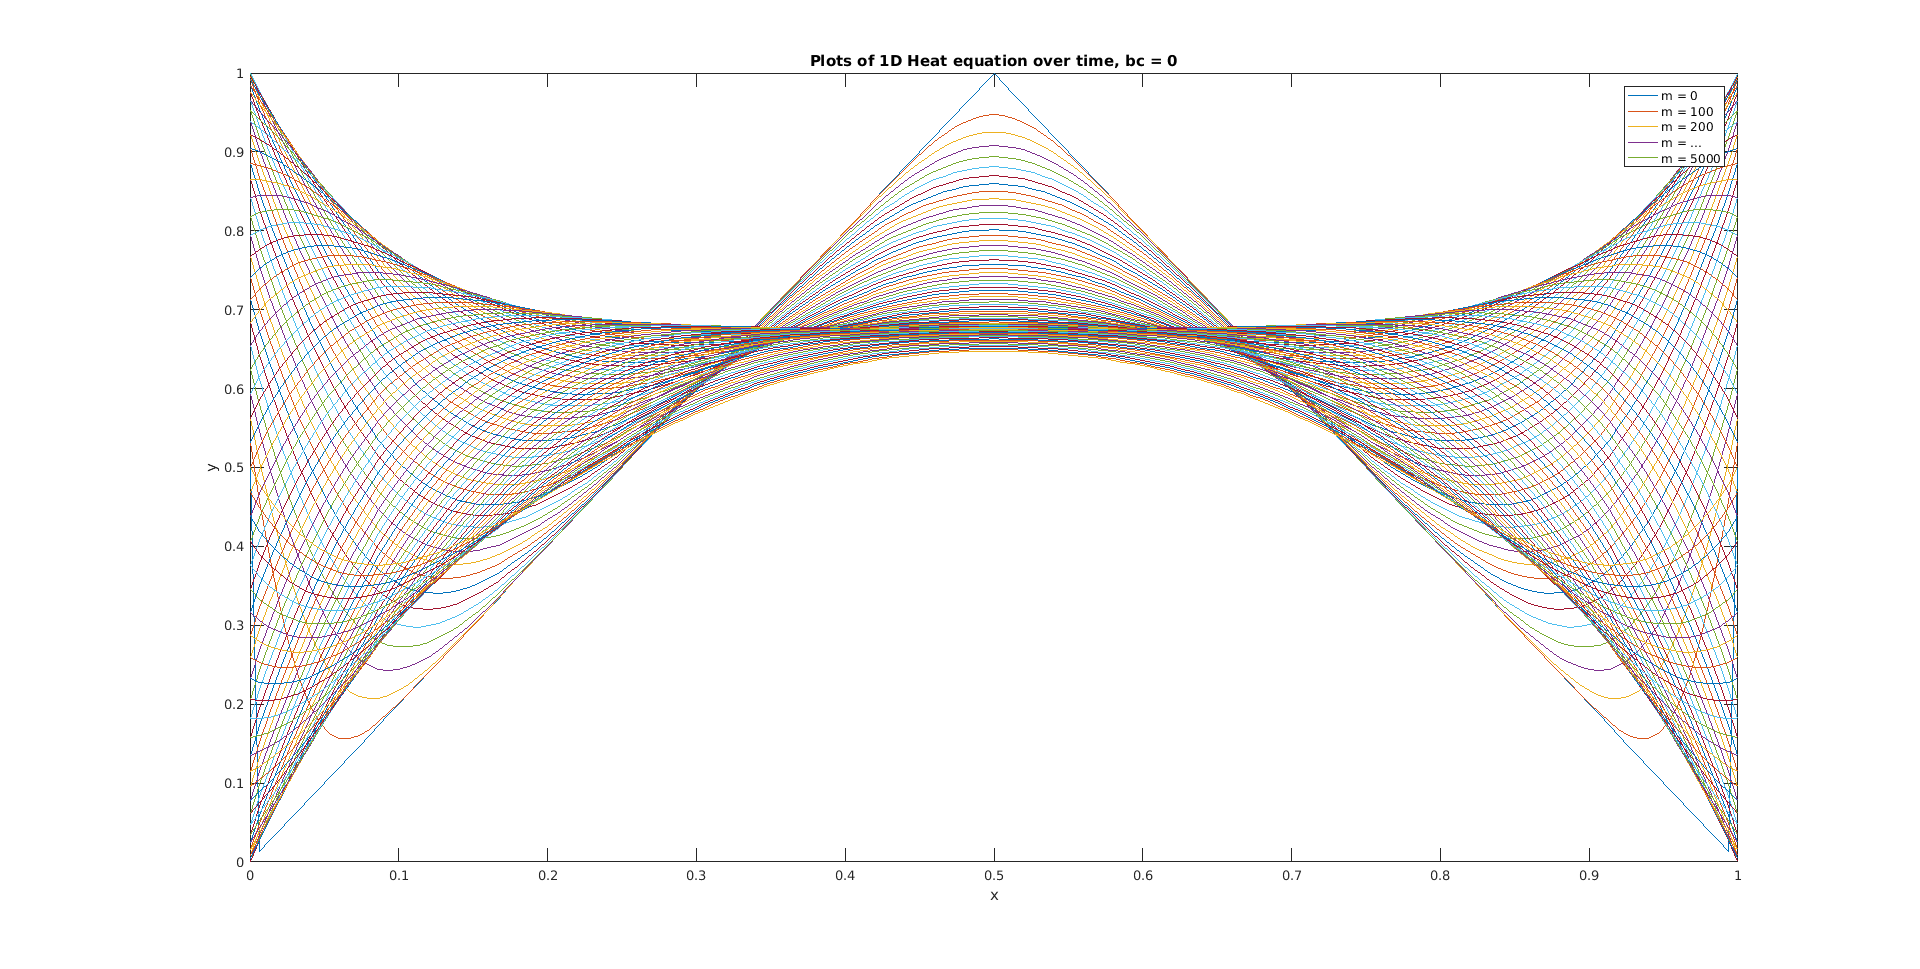 Plots of 1D Heat equation over time, bc = 0
m = 0
m = 100
m = 200
m = ...
m = 5000
y
1
0.9
0.8
0.7
0.6
0.5
0.4
0.3
0.2
0.1
0
0 0.1 0.2 0.3 0.4 0.5 0.6 0.7 0.8 0.9 1
x